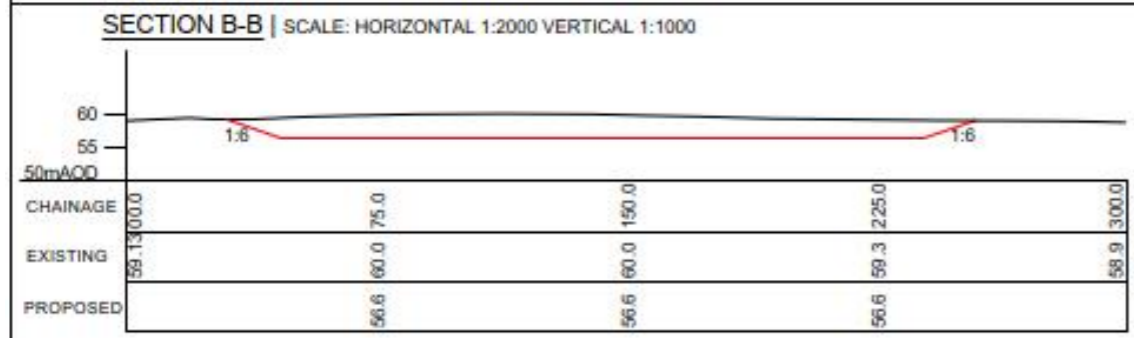 SECTION B-B | SCALE: HORIZONTAL 1:2000 VERTICAL 1:1000
60
1:6 1:6
55
50mAOD
CHAINAGE 00.0 75.0 150.0 225.0 300.0
EXISTING 59.13 60.0 60.0 59.3 58.9
PROPOSED 56.6 56.6 56.6